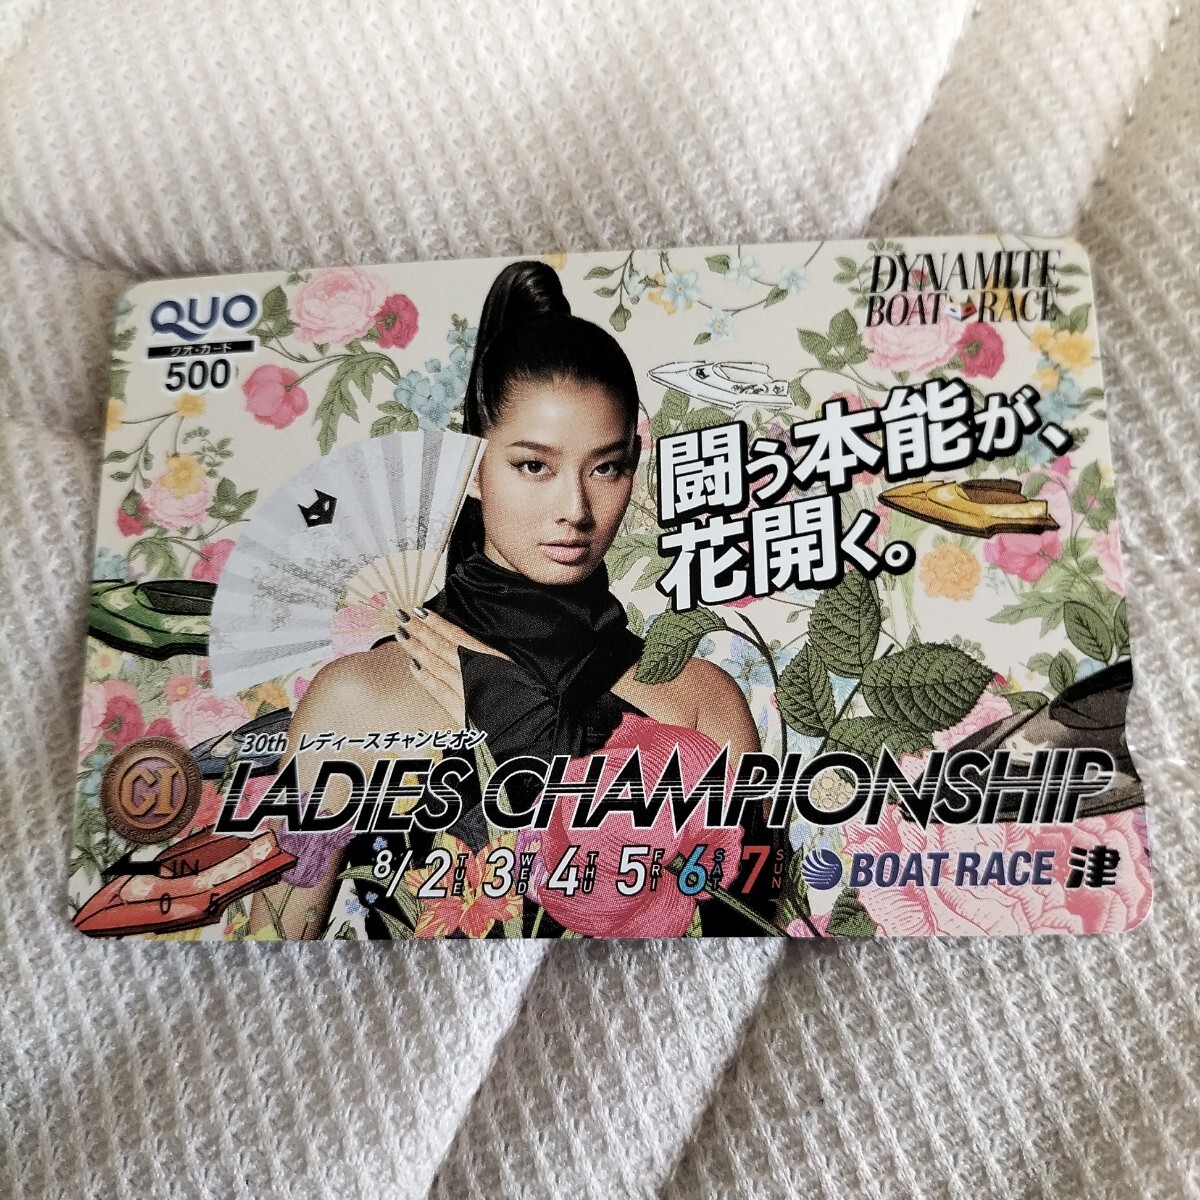 QUO
クオ・カード
500
DYNAMITE
BOAT RACE
闘う本能が、
花開く。
30th レディースチャンピオン
GI
LADIES CHAMPIONSHIP
8/2 TUE 3 WED 4 THU 5 FRI 6 SAT 7 SUN
BOAT RACE 津
0 5